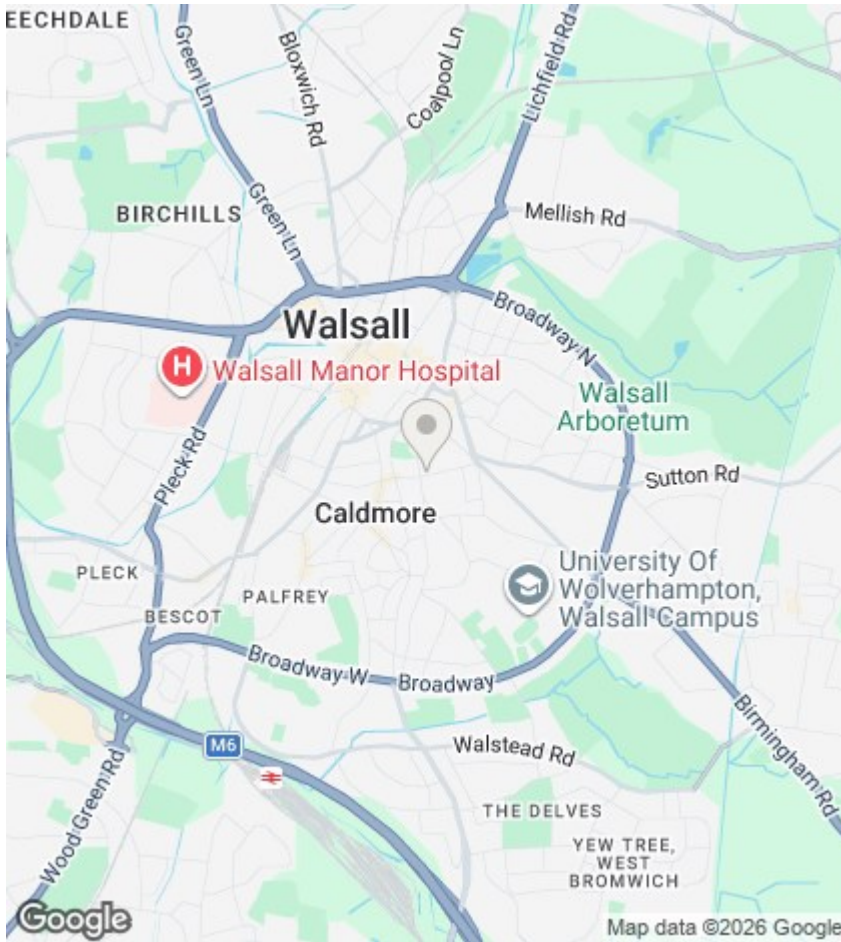 EECHDALE
Green Ln
Bloxwich Rd
Coalpool Ln
Lichfield Rd
BIRCHILLS
Green Ln
Mellish Rd
Walsall
Broadway N
H
Walsall Manor Hospital
Walsall
Arboretum
Pleck Rd
Sutton Rd
Caldmore
PLECK
University Of
Wolverhampton,
Walsall Campus
PALFREY
BESCOT
Broadway W
Broadway
M6
Walstead Rd
Birmingham Rd
Wood Green Rd
THE DELVES
YEW TREE,
WEST
BROMWICH
Google
Map data ©2026 Google